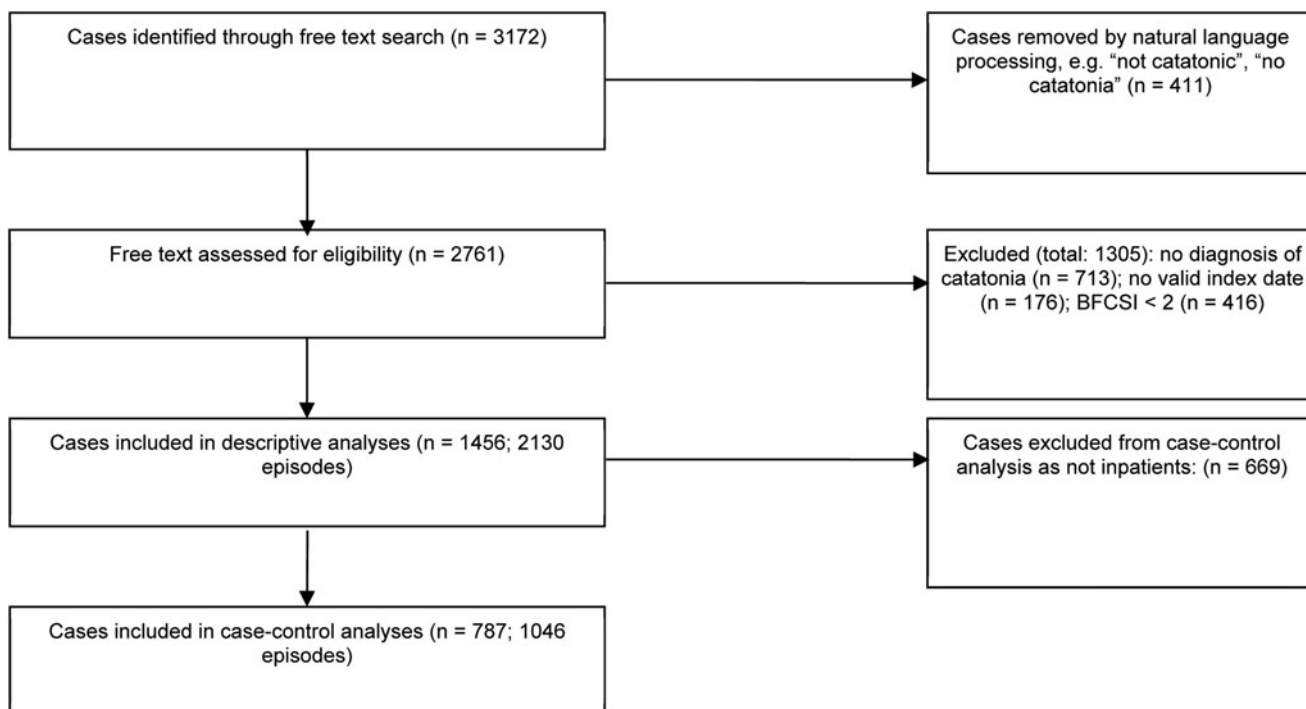 Cases identified through free text search (n = 3172)
Cases removed by natural language
processing, e.g. “not catatonic”, “no
catatonia” (n = 411)
Free text assessed for eligibility (n = 2761)
Excluded (total: 1305): no diagnosis of
catatonia (n = 713); no valid index date
(n = 176); BFCSI < 2 (n = 416)
Cases included in descriptive analyses (n = 1456; 2130
episodes)
Cases excluded from case-control
analysis as not inpatients: (n = 669)
Cases included in case-control analyses (n = 787; 1046
episodes)